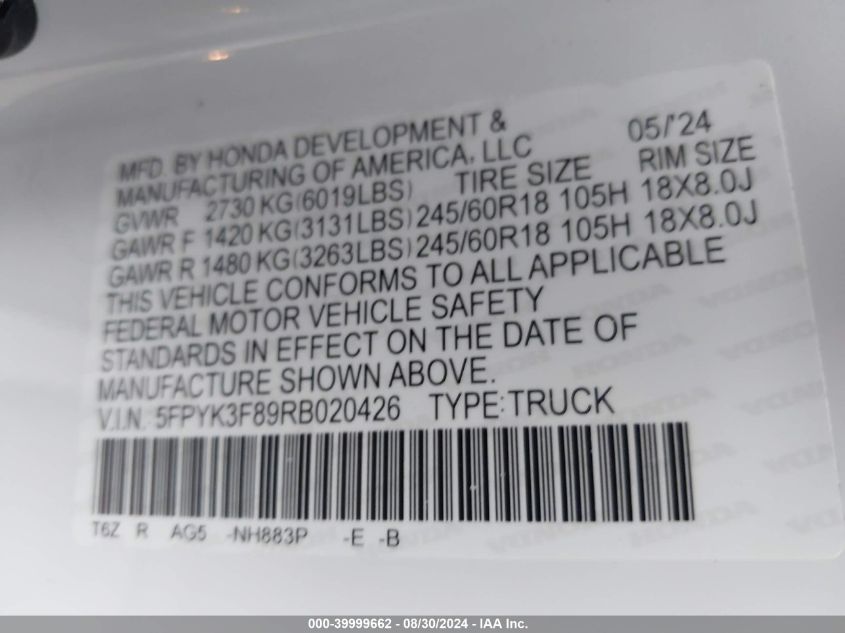 MFD. BY HONDA DEVELOPMENT & 05/'24
MANUFACTURING OF AMERICA, LLC
GVWR 2730 KG(6019LBS) TIRE SIZE RIM SIZE
GAWR F 1420 KG(3131LBS) 245/60R18 105H 18X8.0J
GAWR R 1480 KG(3263LBS) 245/60R18 105H 18X8.0J
THIS VEHICLE CONFORMS TO ALL APPLICABLE
FEDERAL MOTOR VEHICLE SAFETY
STANDARDS IN EFFECT ON THE DATE OF
MANUFACTURE SHOWN ABOVE.
V.I.N. 5FPYK3F89RB020426 TYPE: TRUCK
T6Z R AG5 -NH883P -E -B
000-39999662 - 08/30/2024 - IAA Inc.